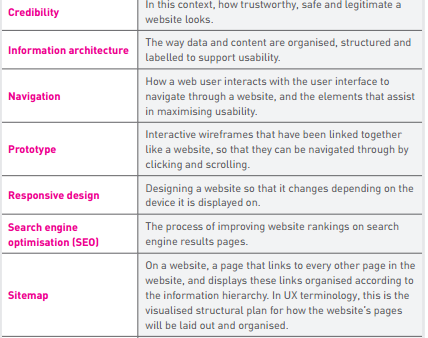 Credibility
In this context, how trustworthy, safe and legitimate a
website looks.
Information architecture
The way data and content are organised, structured and
labelled to support usability.
Navigation
How a web user interacts with the user interface to
navigate through a website, and the elements that assist
in maximising usability.
Prototype
Interactive wireframes that have been linked together
like a website, so that they can be navigated through by
clicking and scrolling.
Responsive design
Designing a website so that it changes depending on the
device it is displayed on.
Search engine
optimisation (SEO)
The process of improving website rankings on search
engine results pages.
Sitemap
On a website, a page that links to every other page in the
website, and displays these links organised according to
the information hierarchy. In UX terminology, this is the
visualised structural plan for how the website's pages
will be laid out and organised.